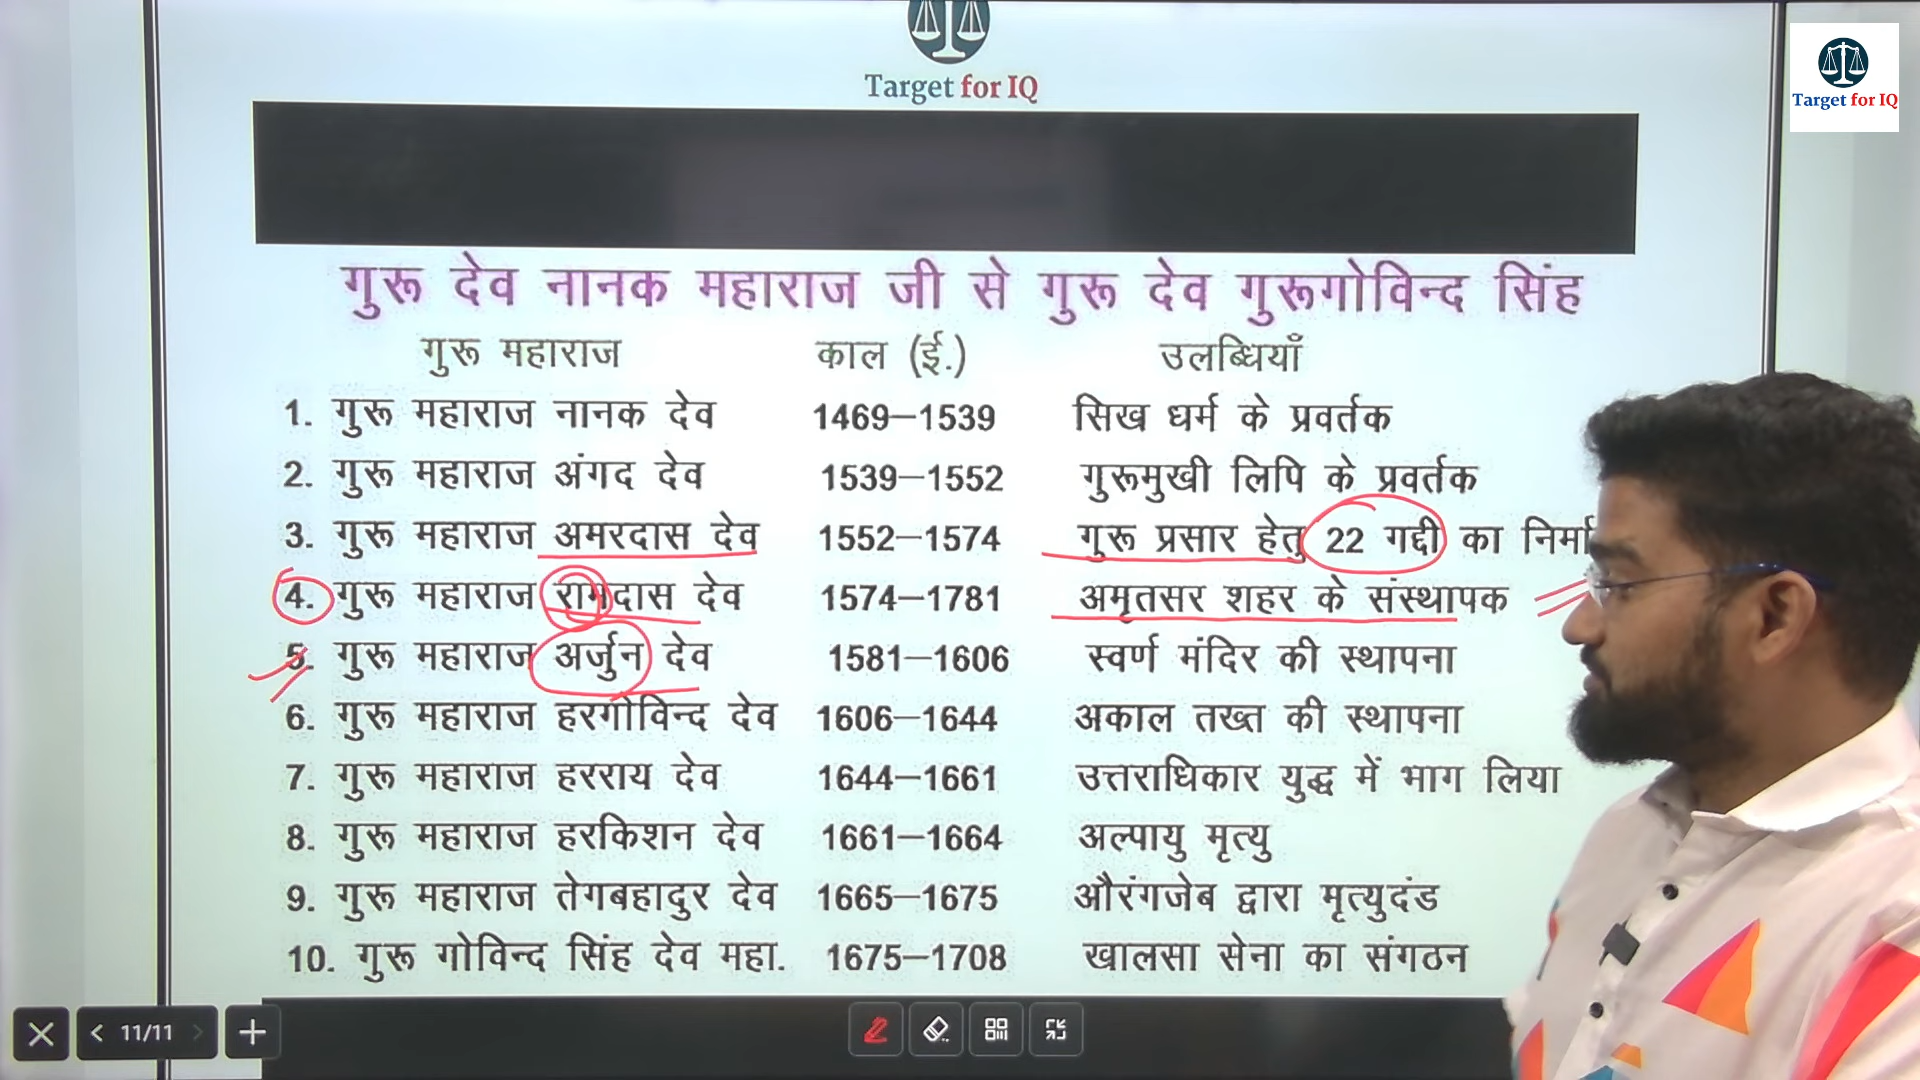 Target for IQ
Target for IQ
गुरू देव नानक महाराज जी से गुरू देव गुरूगोविन्द सिंह
गुरू महाराज काल (ई.) उलब्धियाँ
1. गुरू महाराज नानक देव 1469–1539 सिख धर्म के प्रवर्तक
2. गुरू महाराज अंगद देव 1539–1552 गुरूमुखी लिपि के प्रवर्तक
3. गुरू महाराज अमरदास देव 1552–1574 गुरू प्रसार हेतु 22 गद्दी का
4. गुरू महाराज रामदास देव 1574–1781 अमृतसर शहर के संस्थापक
5. गुरू महाराज अर्जुन देव 1581–1606 स्वर्ण मंदिर की स्थापना
6. गुरू महाराज हरगोविन्द देव 1606–1644 अकाल तख्त की स्थापना
7. गुरू महाराज हरराय देव 1644–1661 उत्तराधिकार युद्ध में भाग लिया
8. गुरू महाराज हरकिशन देव 1661–1664 अल्पायु मृत्यु
9. गुरू महाराज तेगबहादुर देव 1665–1675 औरंगजेब द्वारा मृत्युदंड
10. गुरू गोविन्द सिंह देव महा. 1675–1708 खालसा सेना का संगठन
11/11